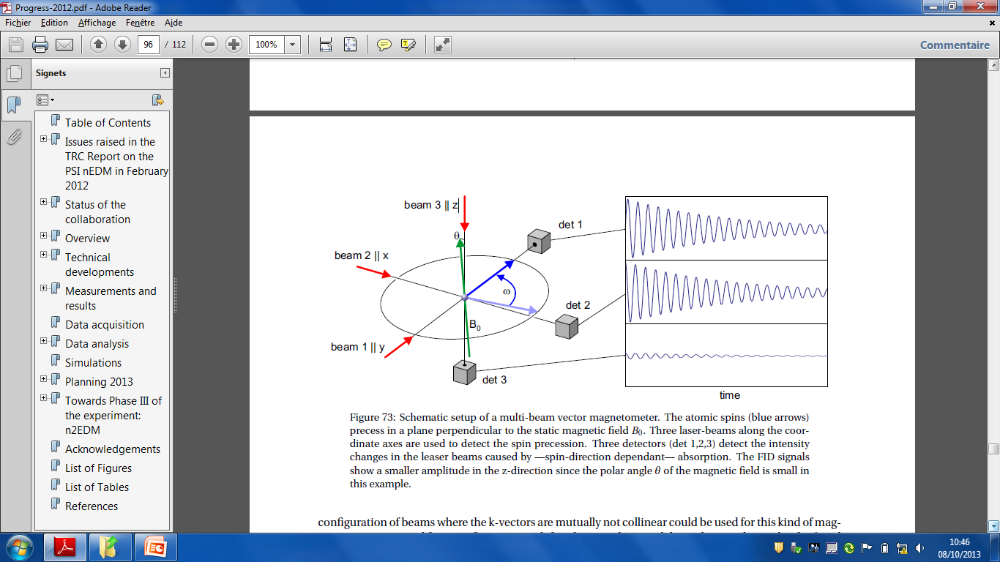 Progress-2012.pdf - Adobe Reader
Fichier Edition Affichage Fenêtre Aide
96 / 112 100% Commentaire
Signets
Table of Contents
Issues raised in the
TRC Report on the
PSI nEDM in February
2012
Status of the
collaboration
Overview
Technical
developments
Measurements and
results
Data acquisition
Data analysis
Simulations
Planning 2013
Towards Phase III of
the experiment:
n2EDM
Acknowledgements
List of Figures
List of Tables
References
beam 3 || z
det 1
θ
beam 2 || x
ω
det 2
B0
beam 1 || y
det 3
time
Figure 73: Schematic setup of a multi-beam vector magnetometer. The atomic spins (blue arrows)
precess in a plane perpendicular to the static magnetic field B0. Three laser-beams along the coor-
dinate axes are used to detect the spin precession. Three detectors (det 1,2,3) detect the intensity
changes in the leaser beams caused by —spin-direction dependant— absorption. The FID signals
show a smaller amplitude in the z-direction since the polar angle θ of the magnetic field is small in
this example.
configuration of beams where the k-vectors are mutually not collinear could be used for this kind of mag-
10:46
08/10/2013